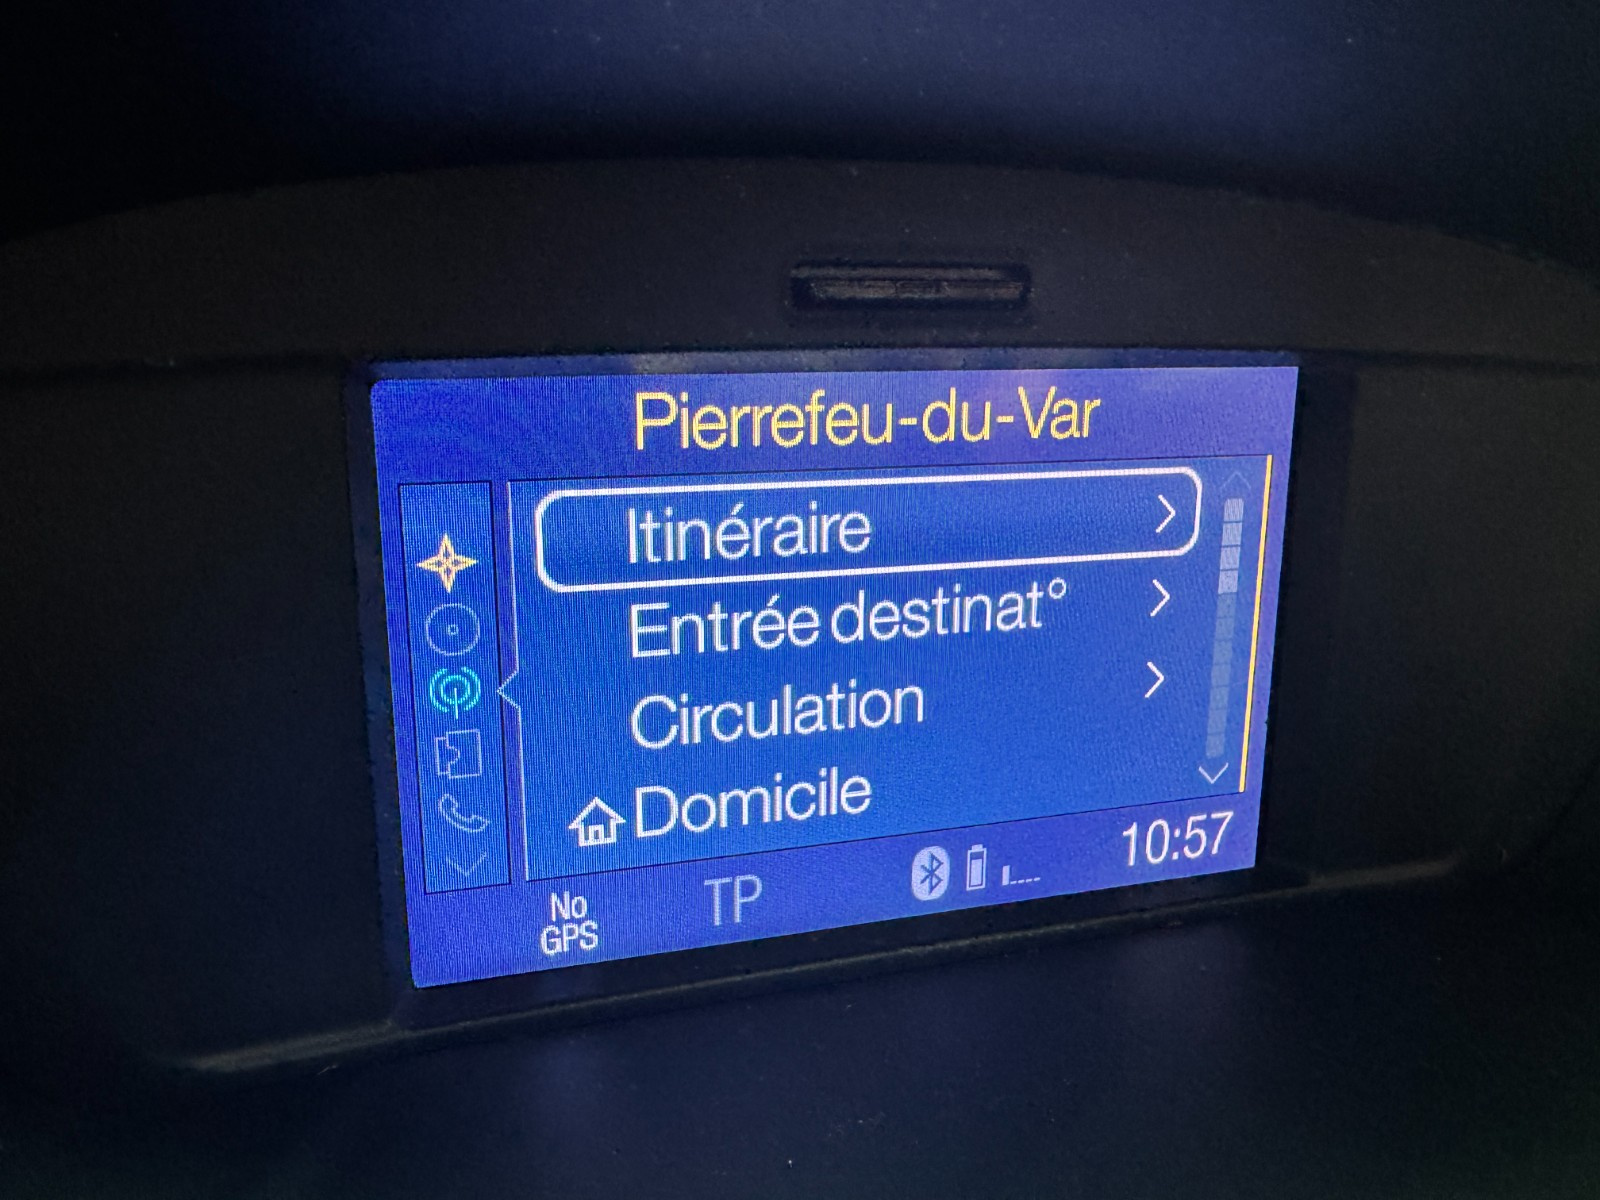 Pierrefeu-du-Var
Itinéraire
Entrée destinat°
Circulation
Domicile
10:57
No
GPS
TP